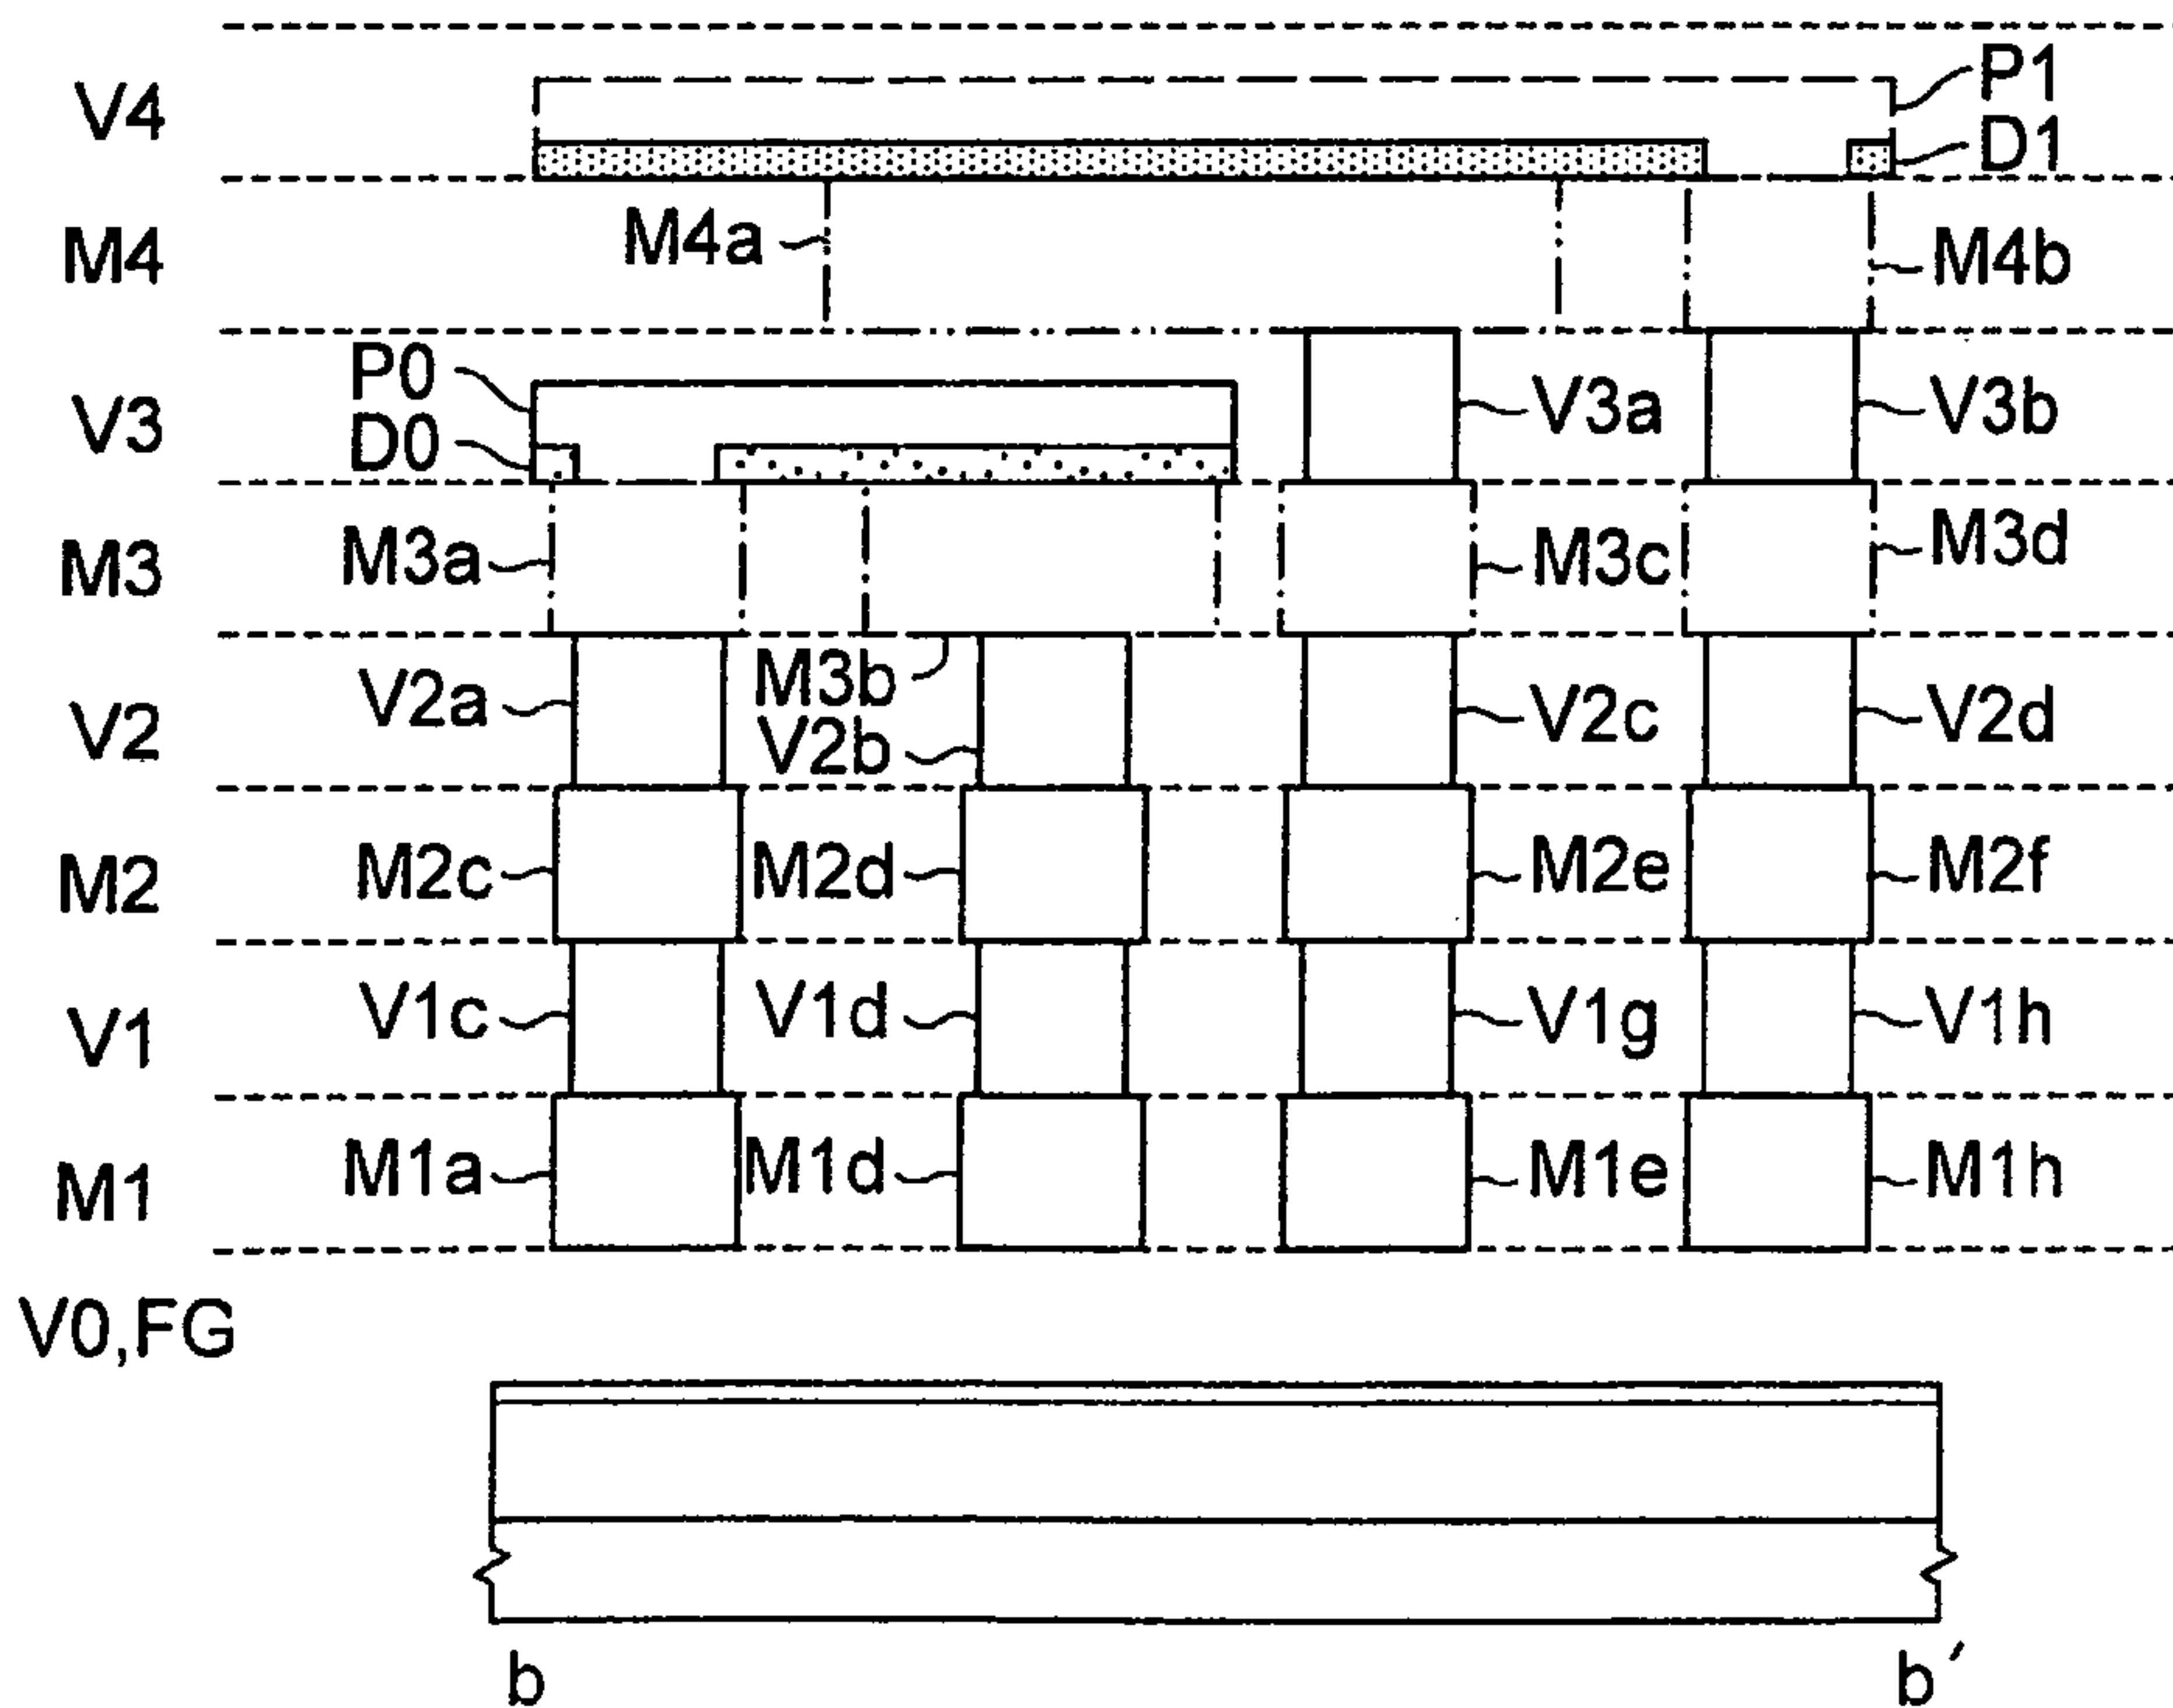 P1
V4
D1
M4a
M4
M4b
P0
V3
V3a
V3b
D0
M3a
M3
M3c
M3d
M3b
V2a
V2
V2b
V2c
V2d
M2
M2c
M2d
M2e
M2f
V1
V1c
V1d
V1g
V1h
M1
M1a
M1d
M1e
M1h
V0,FG
b
b´